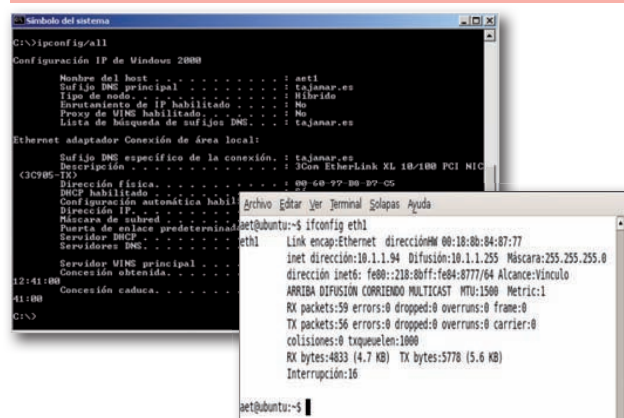 Símbolo del sistema
C:\>ipconfig/all
Configuración IP de Windows 2000
Nombre del host . . . . . . . . . . . . : aet1
Sufijo DNS principal . . . . . . . . . : tajamar.es
Tipo de nodo. . . . . . . . . . . . . . : Híbrido
Enrutamiento de IP habilitado . . . . . : No
Proxy de WINS habilitado. . . . . . . . : No
Lista de búsqueda de sufijos DNS. . . . : tajamar.es
Ethernet adaptador Conexión de área local:
Sufijo DNS específico de la conexión. : tajamar.es
Descripción . . . . . . . . . . . . . . : 3Com EtherLink XL 10/100 PCI NIC
(3C905-TX)
Dirección física. . . . . . . . . . . . : 00-60-97-D8-D7-C5
DHCP habilitado
Configuración automática habil
Dirección IP.
Máscara de subred
Puerta de enlace predeterminad
Servidor DHCP
Servidores DNS.
Servidor WINS principal
Concesión obtenida.
12:41:00
Concesión caduca.
41:00
C:\>
Archivo Editar Ver Terminal Solapas Ayuda
aet@ubuntu:~$ ifconfig eth1
eth1 Link encap:Ethernet direcciónHW 00:18:8b:84:87:77
inet dirección:10.1.1.94 Difusión:10.1.1.255 Máscara:255.255.255.0
dirección inet6: fe80::218:8bff:fe84:8777/64 Alcance:Vínculo
ARRIBA DIFUSIÓN CORRIENDO MULTICAST MTU:1500 Metric:1
RX packets:59 errors:0 dropped:0 overruns:0 frame:0
TX packets:56 errors:0 dropped:0 overruns:0 carrier:0
colisiones:0 txqueuelen:1000
RX bytes:4833 (4.7 KB) TX bytes:5778 (5.6 KB)
Interrupción:16
aet@ubuntu:~$